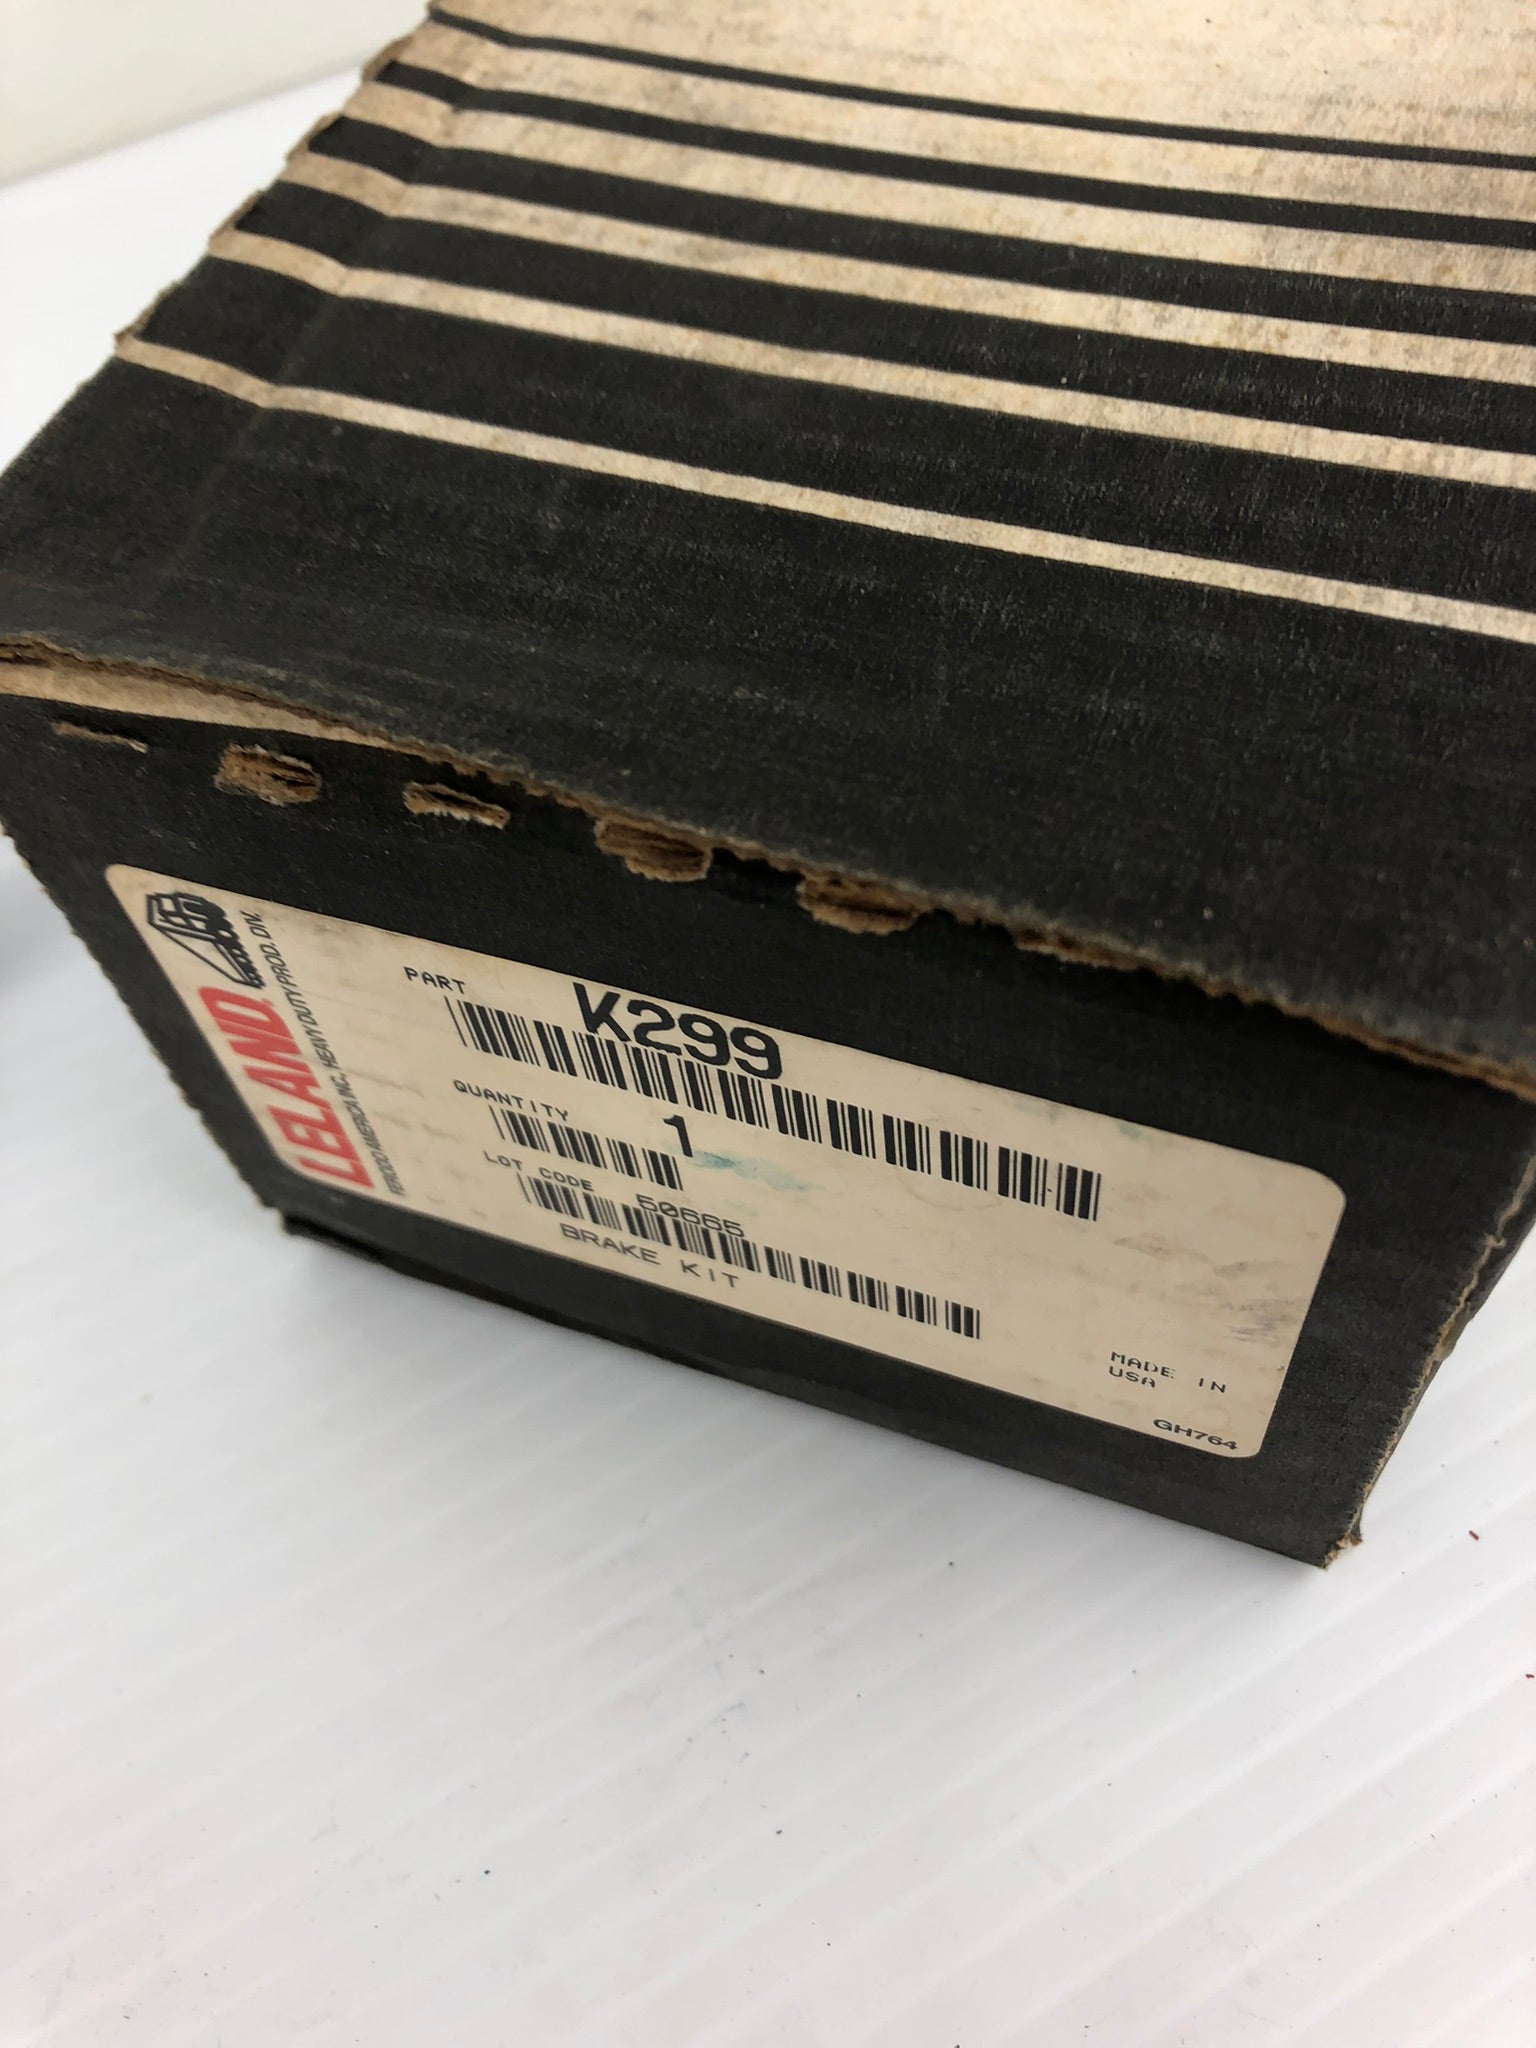 LELAND
FERODO AMERICA INC., HEAVY DUTY PROD. DIV.
PART K299
QUANTITY 1
LOT CODE 50665
BRAKE KIT
MADE IN
USA
GH764